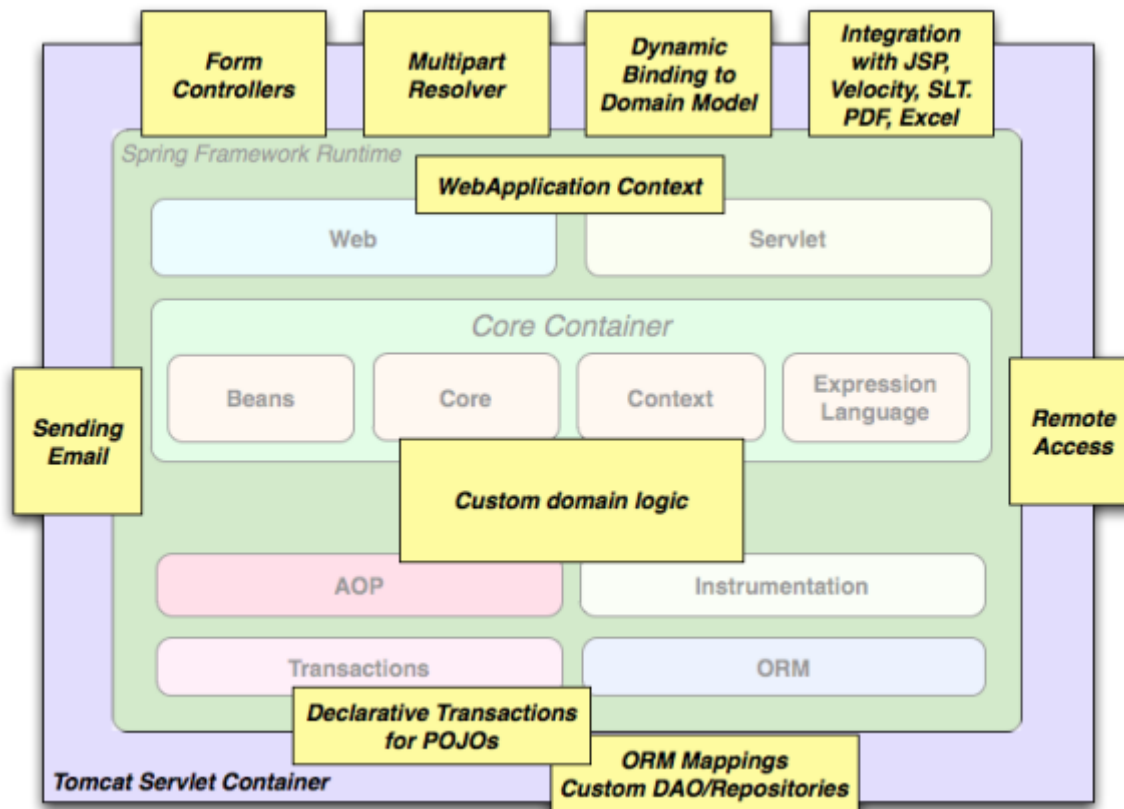 Form
Controllers
Multipart
Resolver
Dynamic
Binding to
Domain Model
Integration
with JSP,
Velocity, SLT.
PDF, Excel
Spring Framework Runtime
WebApplication Context
Web
Servlet
Core Container
Beans
Core
Context
Expression
Language
Sending
Email
Remote
Access
Custom domain logic
AOP
Instrumentation
Transactions
ORM
Declarative Transactions
for POJOs
ORM Mappings
Custom DAO/Repositories
Tomcat Servlet Container